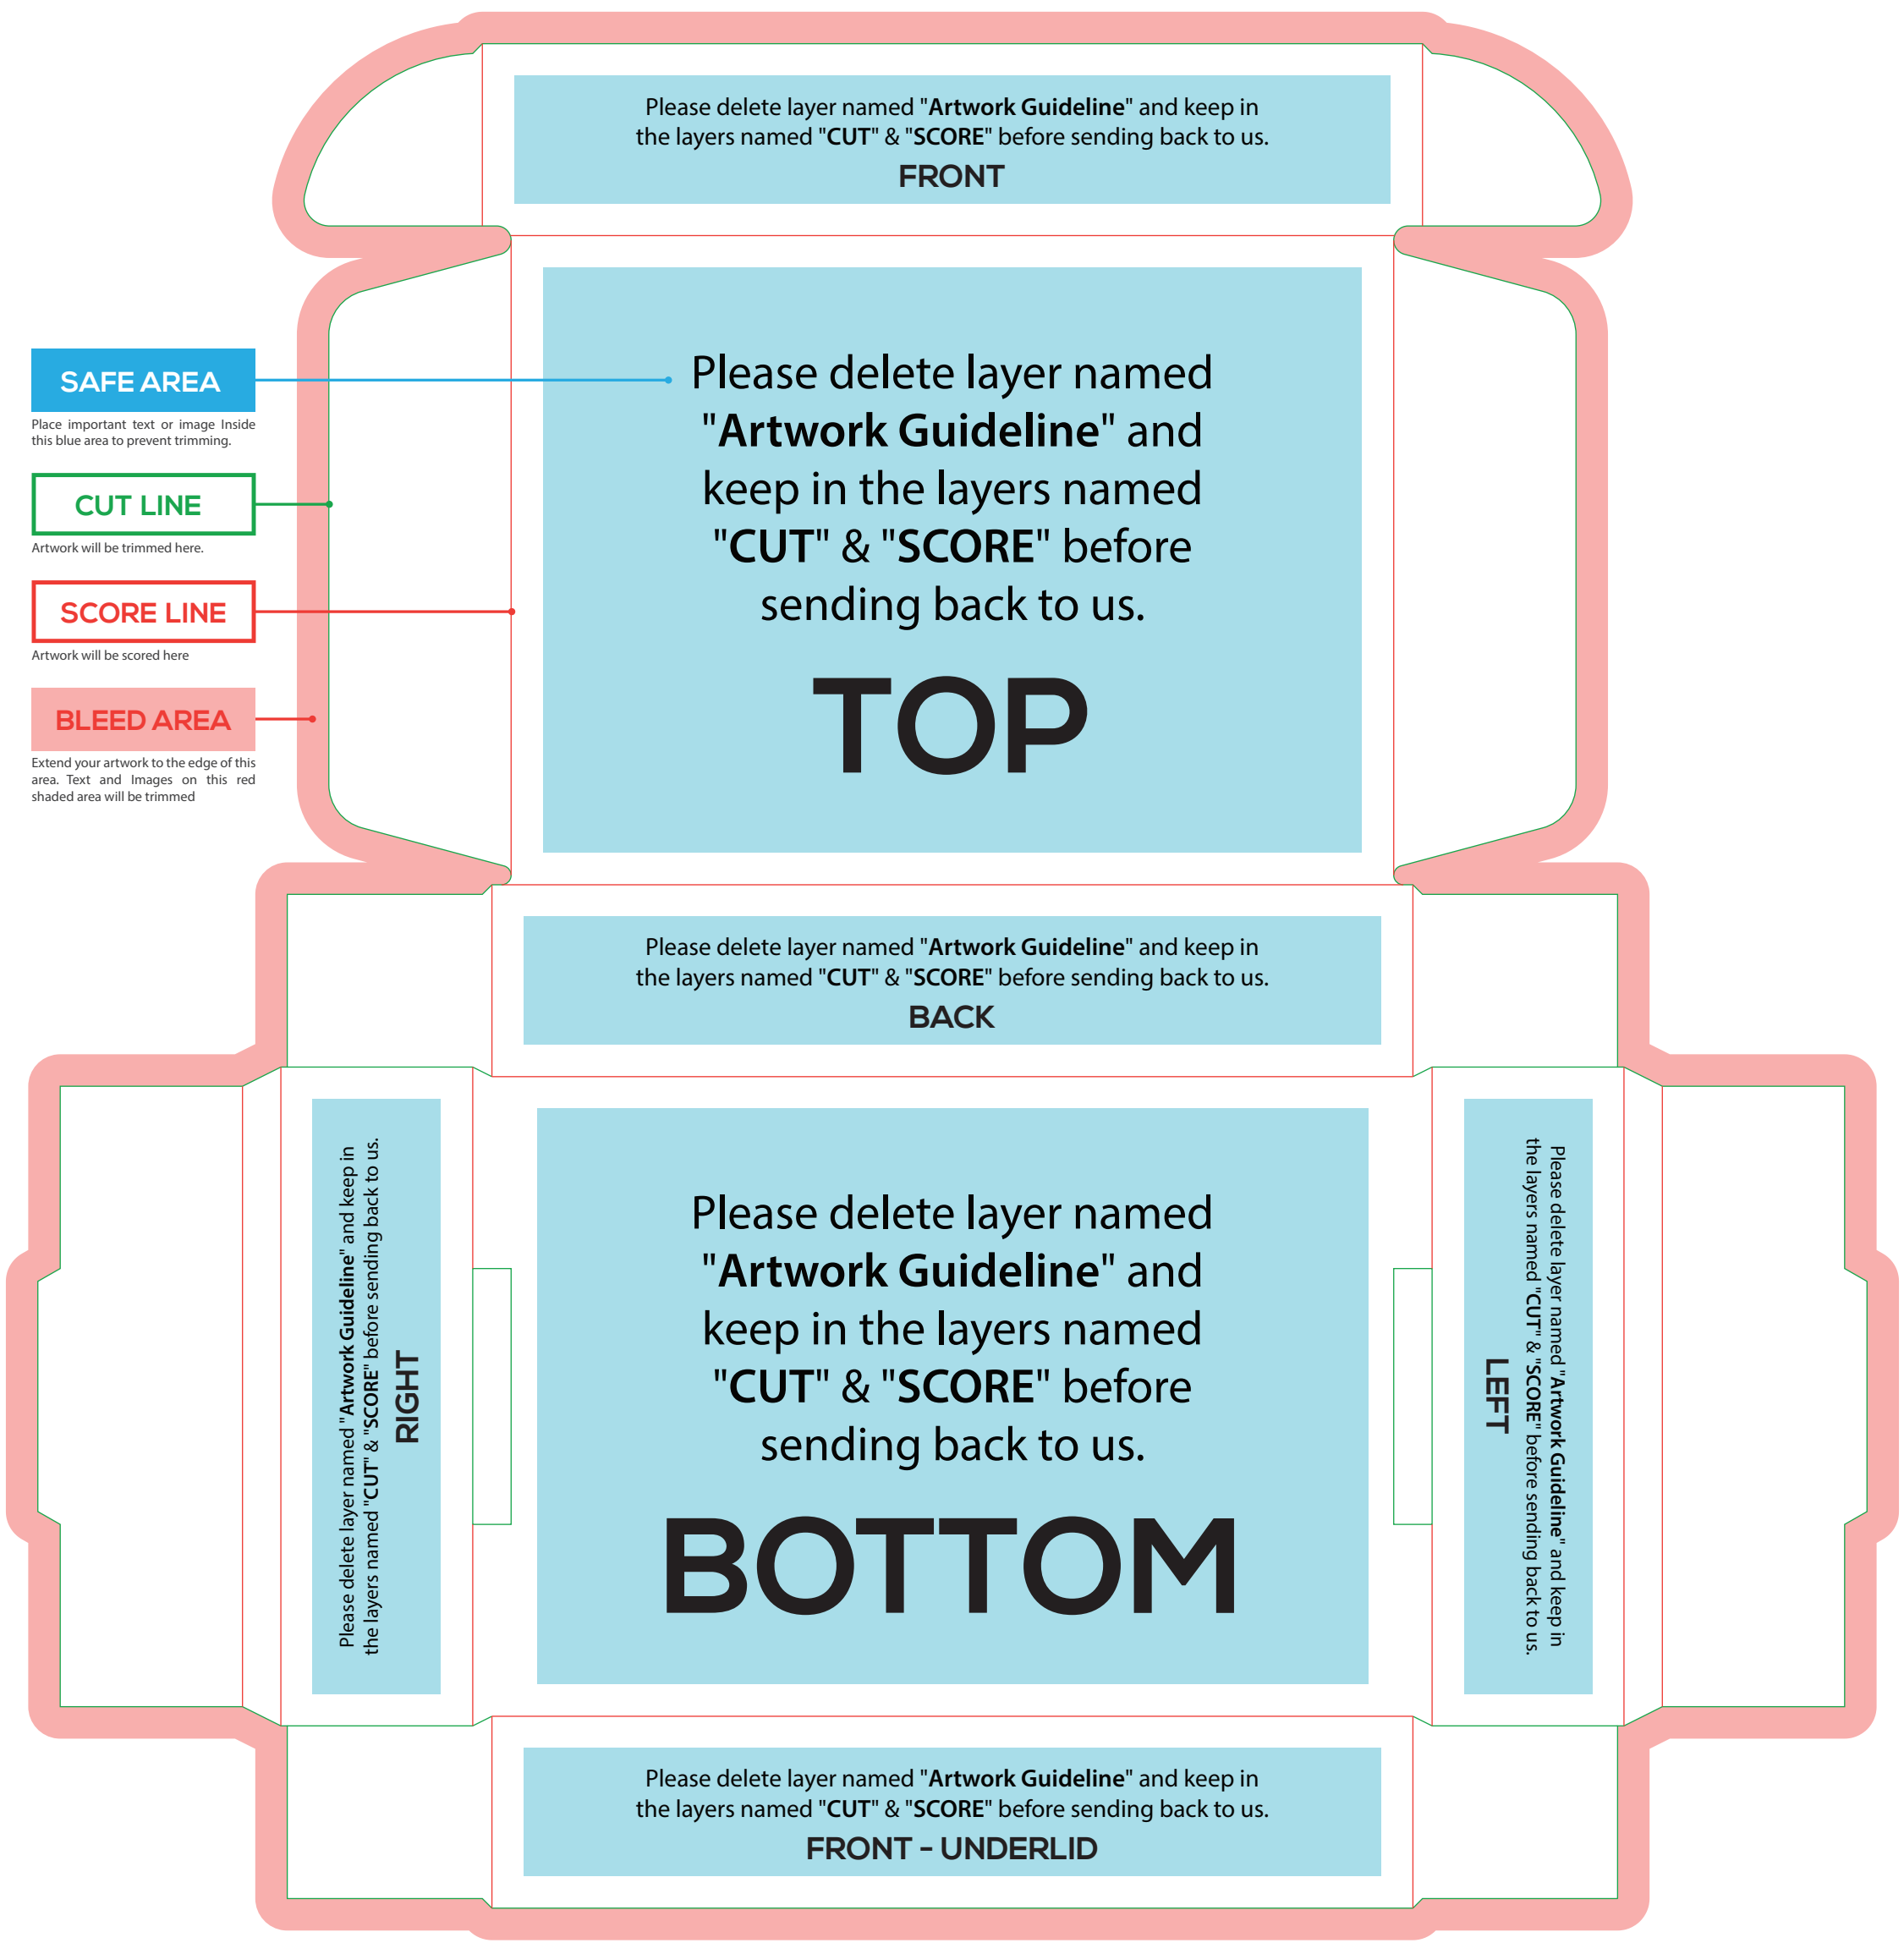 Please delete layer named "Artwork Guideline" and keep in
the layers named "CUT" & "SCORE" before sending back to us.
FRONT
SAFE AREA
Place important text or image Inside
this blue area to prevent trimming.
CUT LINE
Artwork will be trimmed here.
SCORE LINE
Artwork will be scored here
BLEED AREA
Extend your artwork to the edge of this
area. Text and Images on this red
shaded area will be trimmed
Please delete layer named
"Artwork Guideline" and
keep in the layers named
"CUT" & "SCORE" before
sending back to us.
TOP
Please delete layer named "Artwork Guideline" and keep in
the layers named "CUT" & "SCORE" before sending back to us.
BACK
Please delete layer named "Artwork Guideline" and keep in
the layers named "CUT" & "SCORE" before sending back to us.
RIGHT
Please delete layer named
"Artwork Guideline" and
keep in the layers named
"CUT" & "SCORE" before
sending back to us.
BOTTOM
Please delete layer named "Artwork Guideline" and keep in
the layers named "CUT" & "SCORE" before sending back to us.
LEFT
Please delete layer named "Artwork Guideline" and keep in
the layers named "CUT" & "SCORE" before sending back to us.
FRONT - UNDERLID